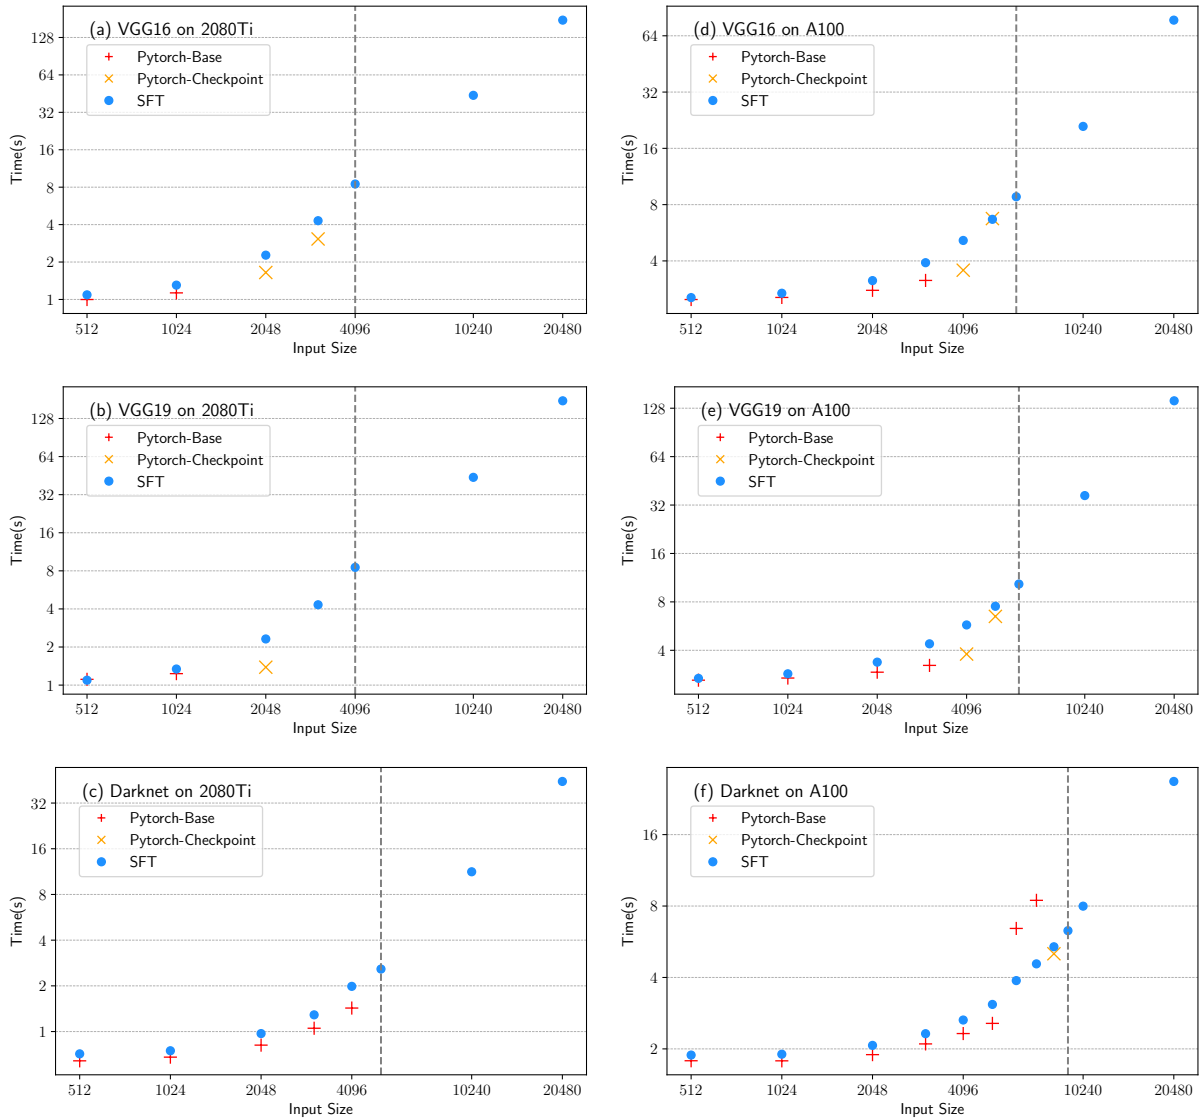 (a) VGG16 on 2080Ti
Pytorch-Base
Pytorch-Checkpoint
SFT
Time(s)
128
64
32
16
8
4
2
1
512 1024 2048 4096 10240 20480
Input Size
(d) VGG16 on A100
Pytorch-Base
Pytorch-Checkpoint
SFT
Time(s)
64
32
16
8
4
512 1024 2048 4096 10240 20480
Input Size
(b) VGG19 on 2080Ti
Pytorch-Base
Pytorch-Checkpoint
SFT
Time(s)
128
64
32
16
8
4
2
1
512 1024 2048 4096 10240 20480
Input Size
(e) VGG19 on A100
Pytorch-Base
Pytorch-Checkpoint
SFT
Time(s)
128
64
32
16
8
4
512 1024 2048 4096 10240 20480
Input Size
(c) Darknet on 2080Ti
Pytorch-Base
Pytorch-Checkpoint
SFT
Time(s)
32
16
8
4
2
1
512 1024 2048 4096 10240 20480
Input Size
(f) Darknet on A100
Pytorch-Base
Pytorch-Checkpoint
SFT
Time(s)
16
8
4
2
512 1024 2048 4096 10240 20480
Input Size